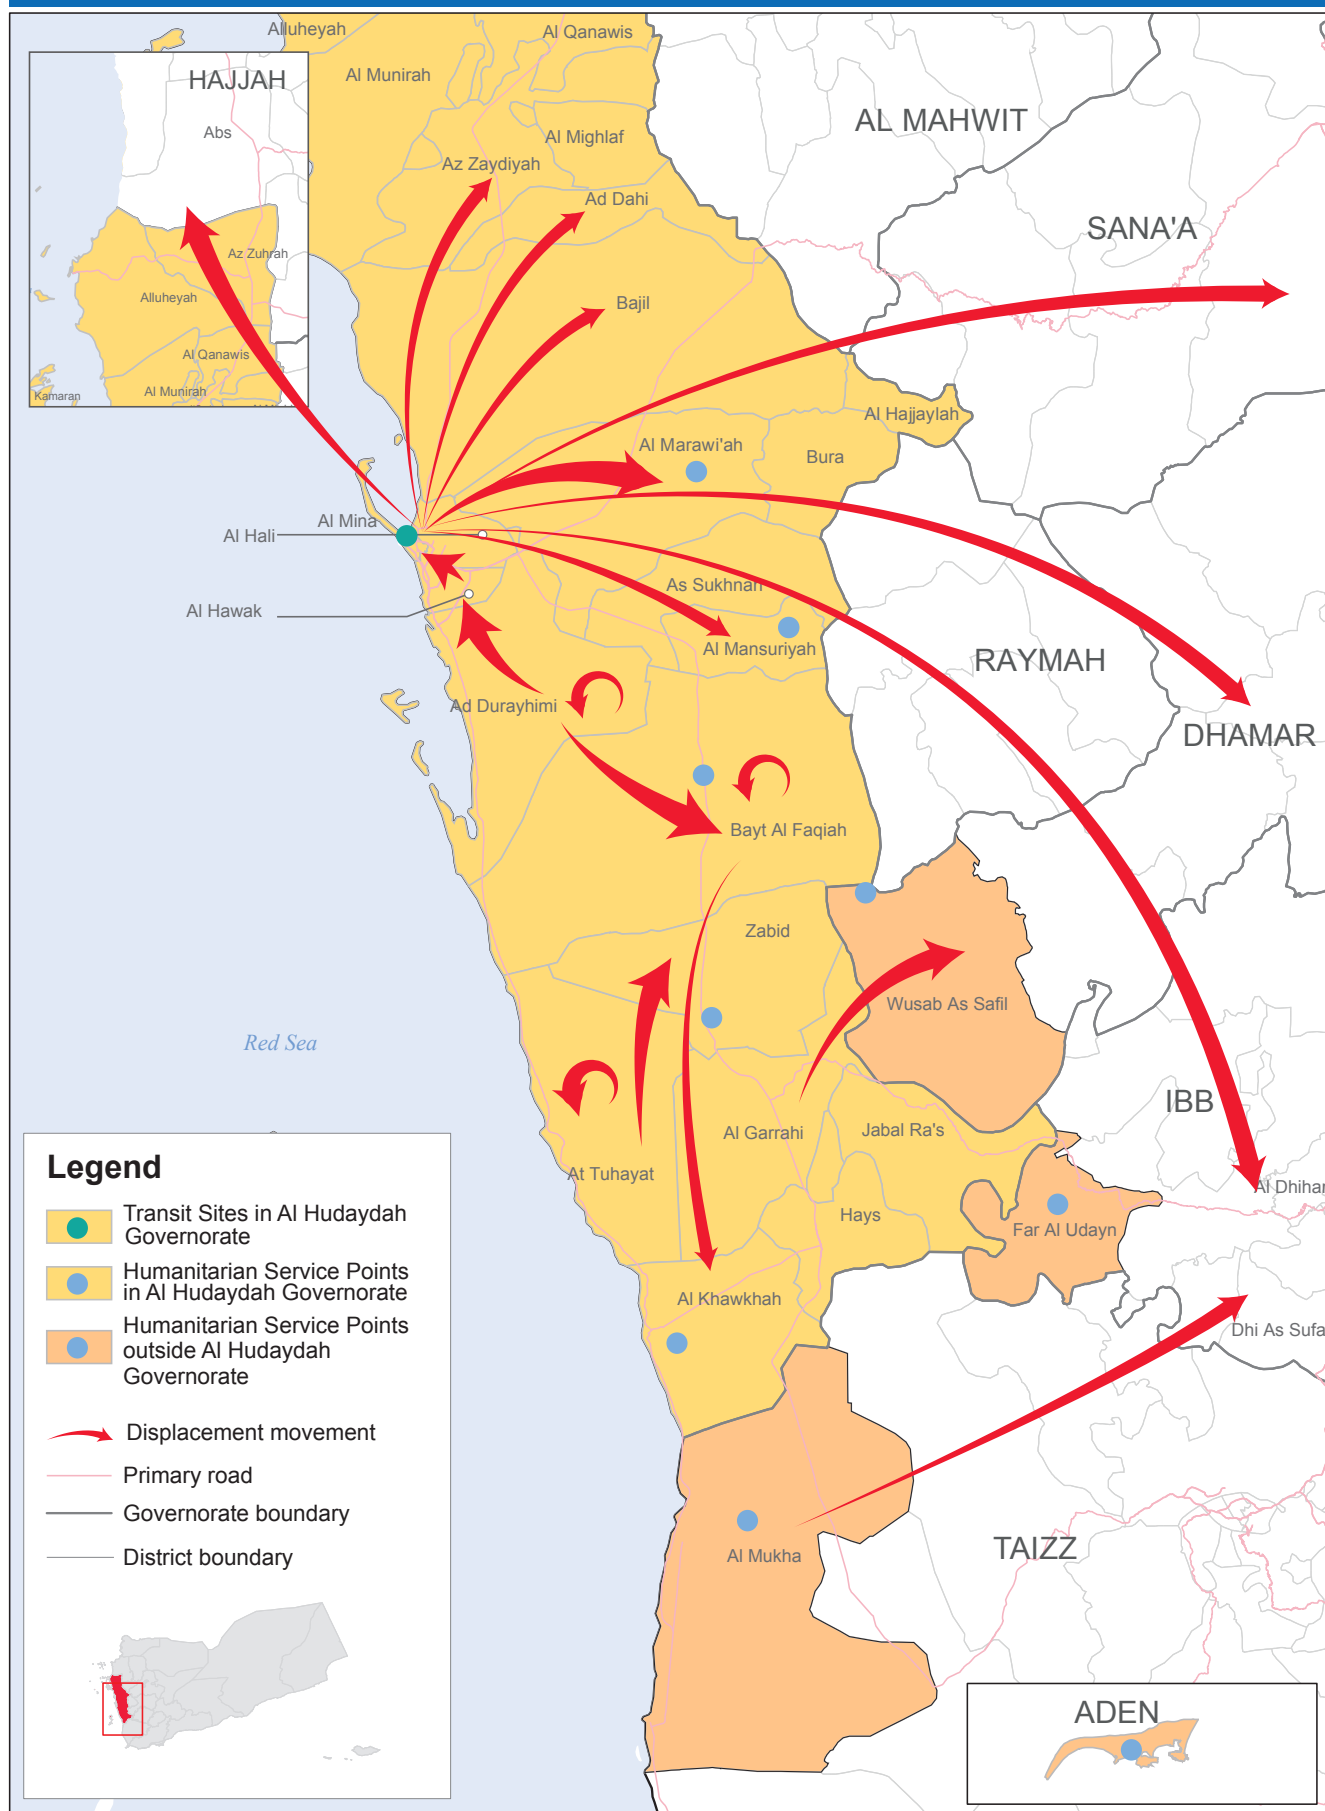 Alluheyah
Al Qanawis
Al Munirah
HAJJAH
Abs
AL MAHWIT
Al Mighlaf
Az Zaydiyah
Ad Dahi
SANA'A
Az Zuhrah
Alluheyah
Bajil
Al Qanawis
Al Munirah
Kamaran
Al Hajjaylah
Al Marawi'ah
Bura
Al Mina
Al Hali
As Sukhnah
Al Hawak
Al Mansuriyah
RAYMAH
Ad Durayhimi
DHAMAR
Bayt Al Faqiah
Zabid
Wusab As Safil
Red Sea
IBB
Al Garrahi
Jabal Ra's
At Tuhayat
Al Dhihar
Hays
Far Al Udayn
Al Khawkhah
Dhi As Sufa
TAIZZ
Al Mukha
ADEN
Legend
Transit Sites in Al Hudaydah
Governorate
Humanitarian Service Points
in Al Hudaydah Governorate
Humanitarian Service Points
outside Al Hudaydah
Governorate
Displacement movement
Primary road
Governorate boundary
District boundary